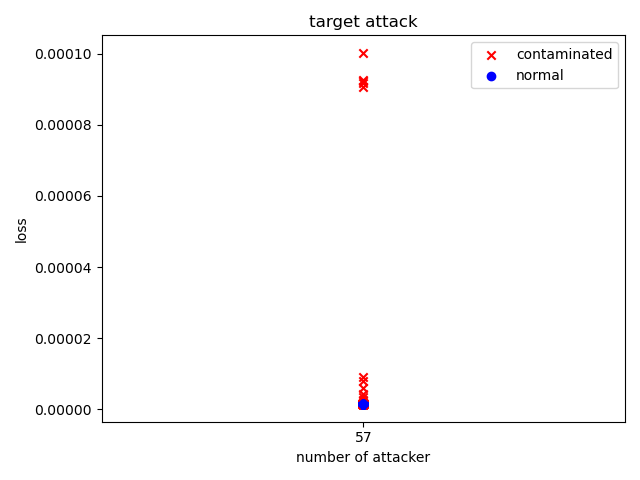 target attack
contaminated
normal
0.00010
0.00008
0.00006
0.00004
0.00002
0.00000
loss
57
number of attacker